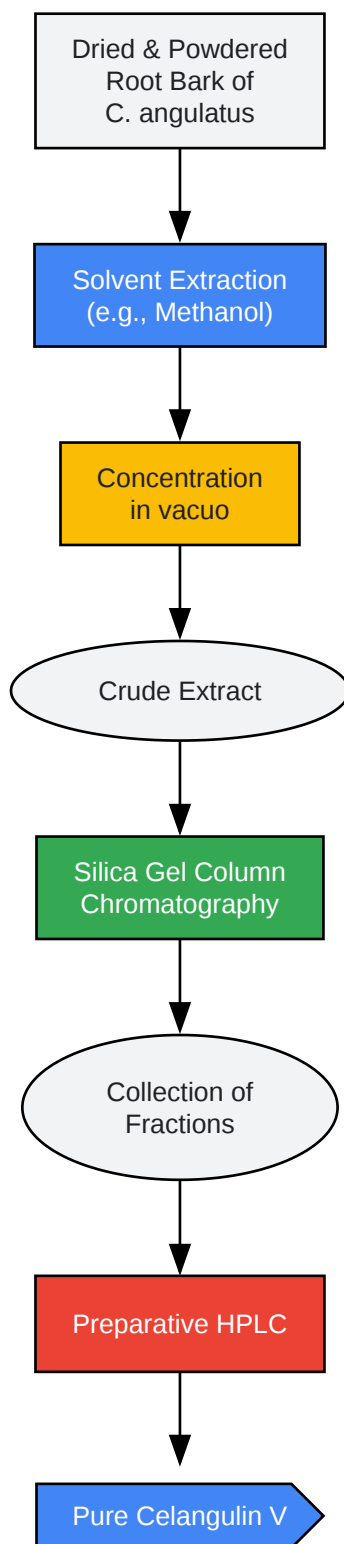 Dried & Powdered
Root Bark of
C. angulatus
Solvent Extraction
(e.g., Methanol)
Concentration
in vacuo
Crude Extract
Silica Gel Column
Chromatography
Collection of
Fractions
Preparative HPLC
Pure Celangulin V